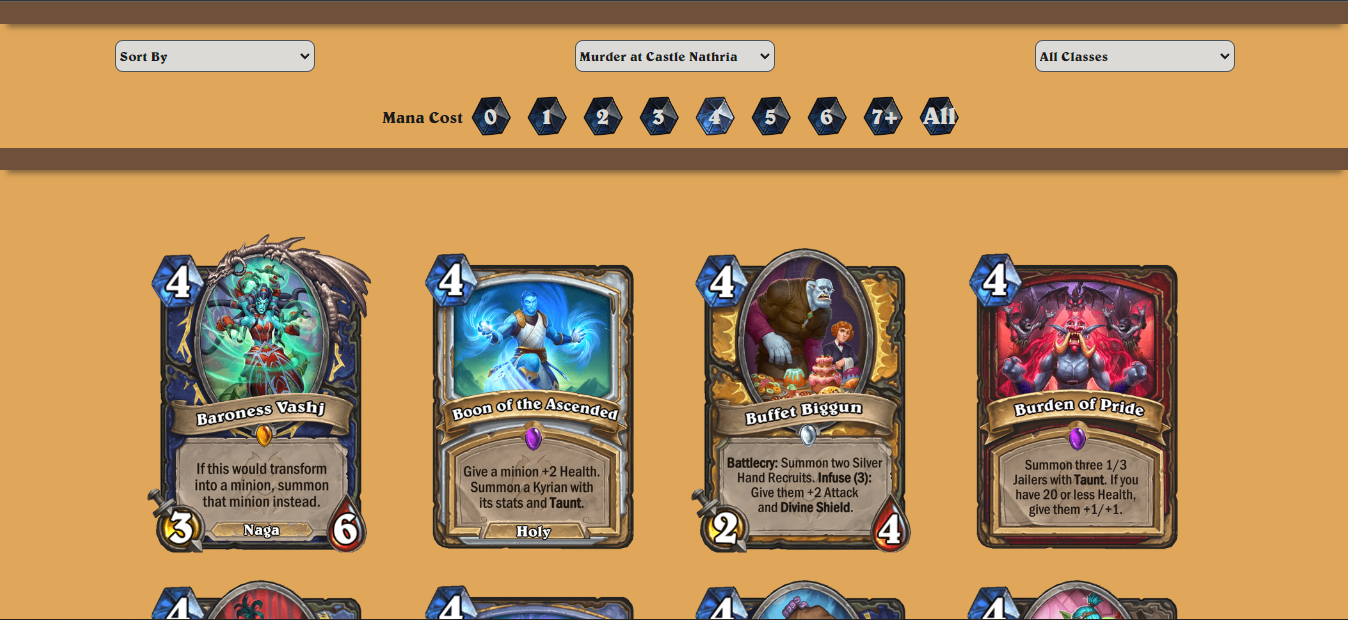 Sort By
Murder at Castle Nathria
All Classes
Mana Cost 0 1 2 3 4 5 6 7+ All
4
Baroness Vashj
If this would transform
into a minion, summon
that minion instead.
3
Naga
6
4
Boon of the Ascended
Give a minion +2 Health.
Summon a Kyrian with
its stats and Taunt.
Holy
4
Buffet Biggun
Battlecry: Summon two Silver
Hand Recruits. Infuse (3):
Give them +2 Attack
and Divine Shield.
2
4
4
Burden of Pride
Summon three 1/3
Jailers with Taunt. If you
have 20 or less Health,
give them +1/+1.
4
4
4
4